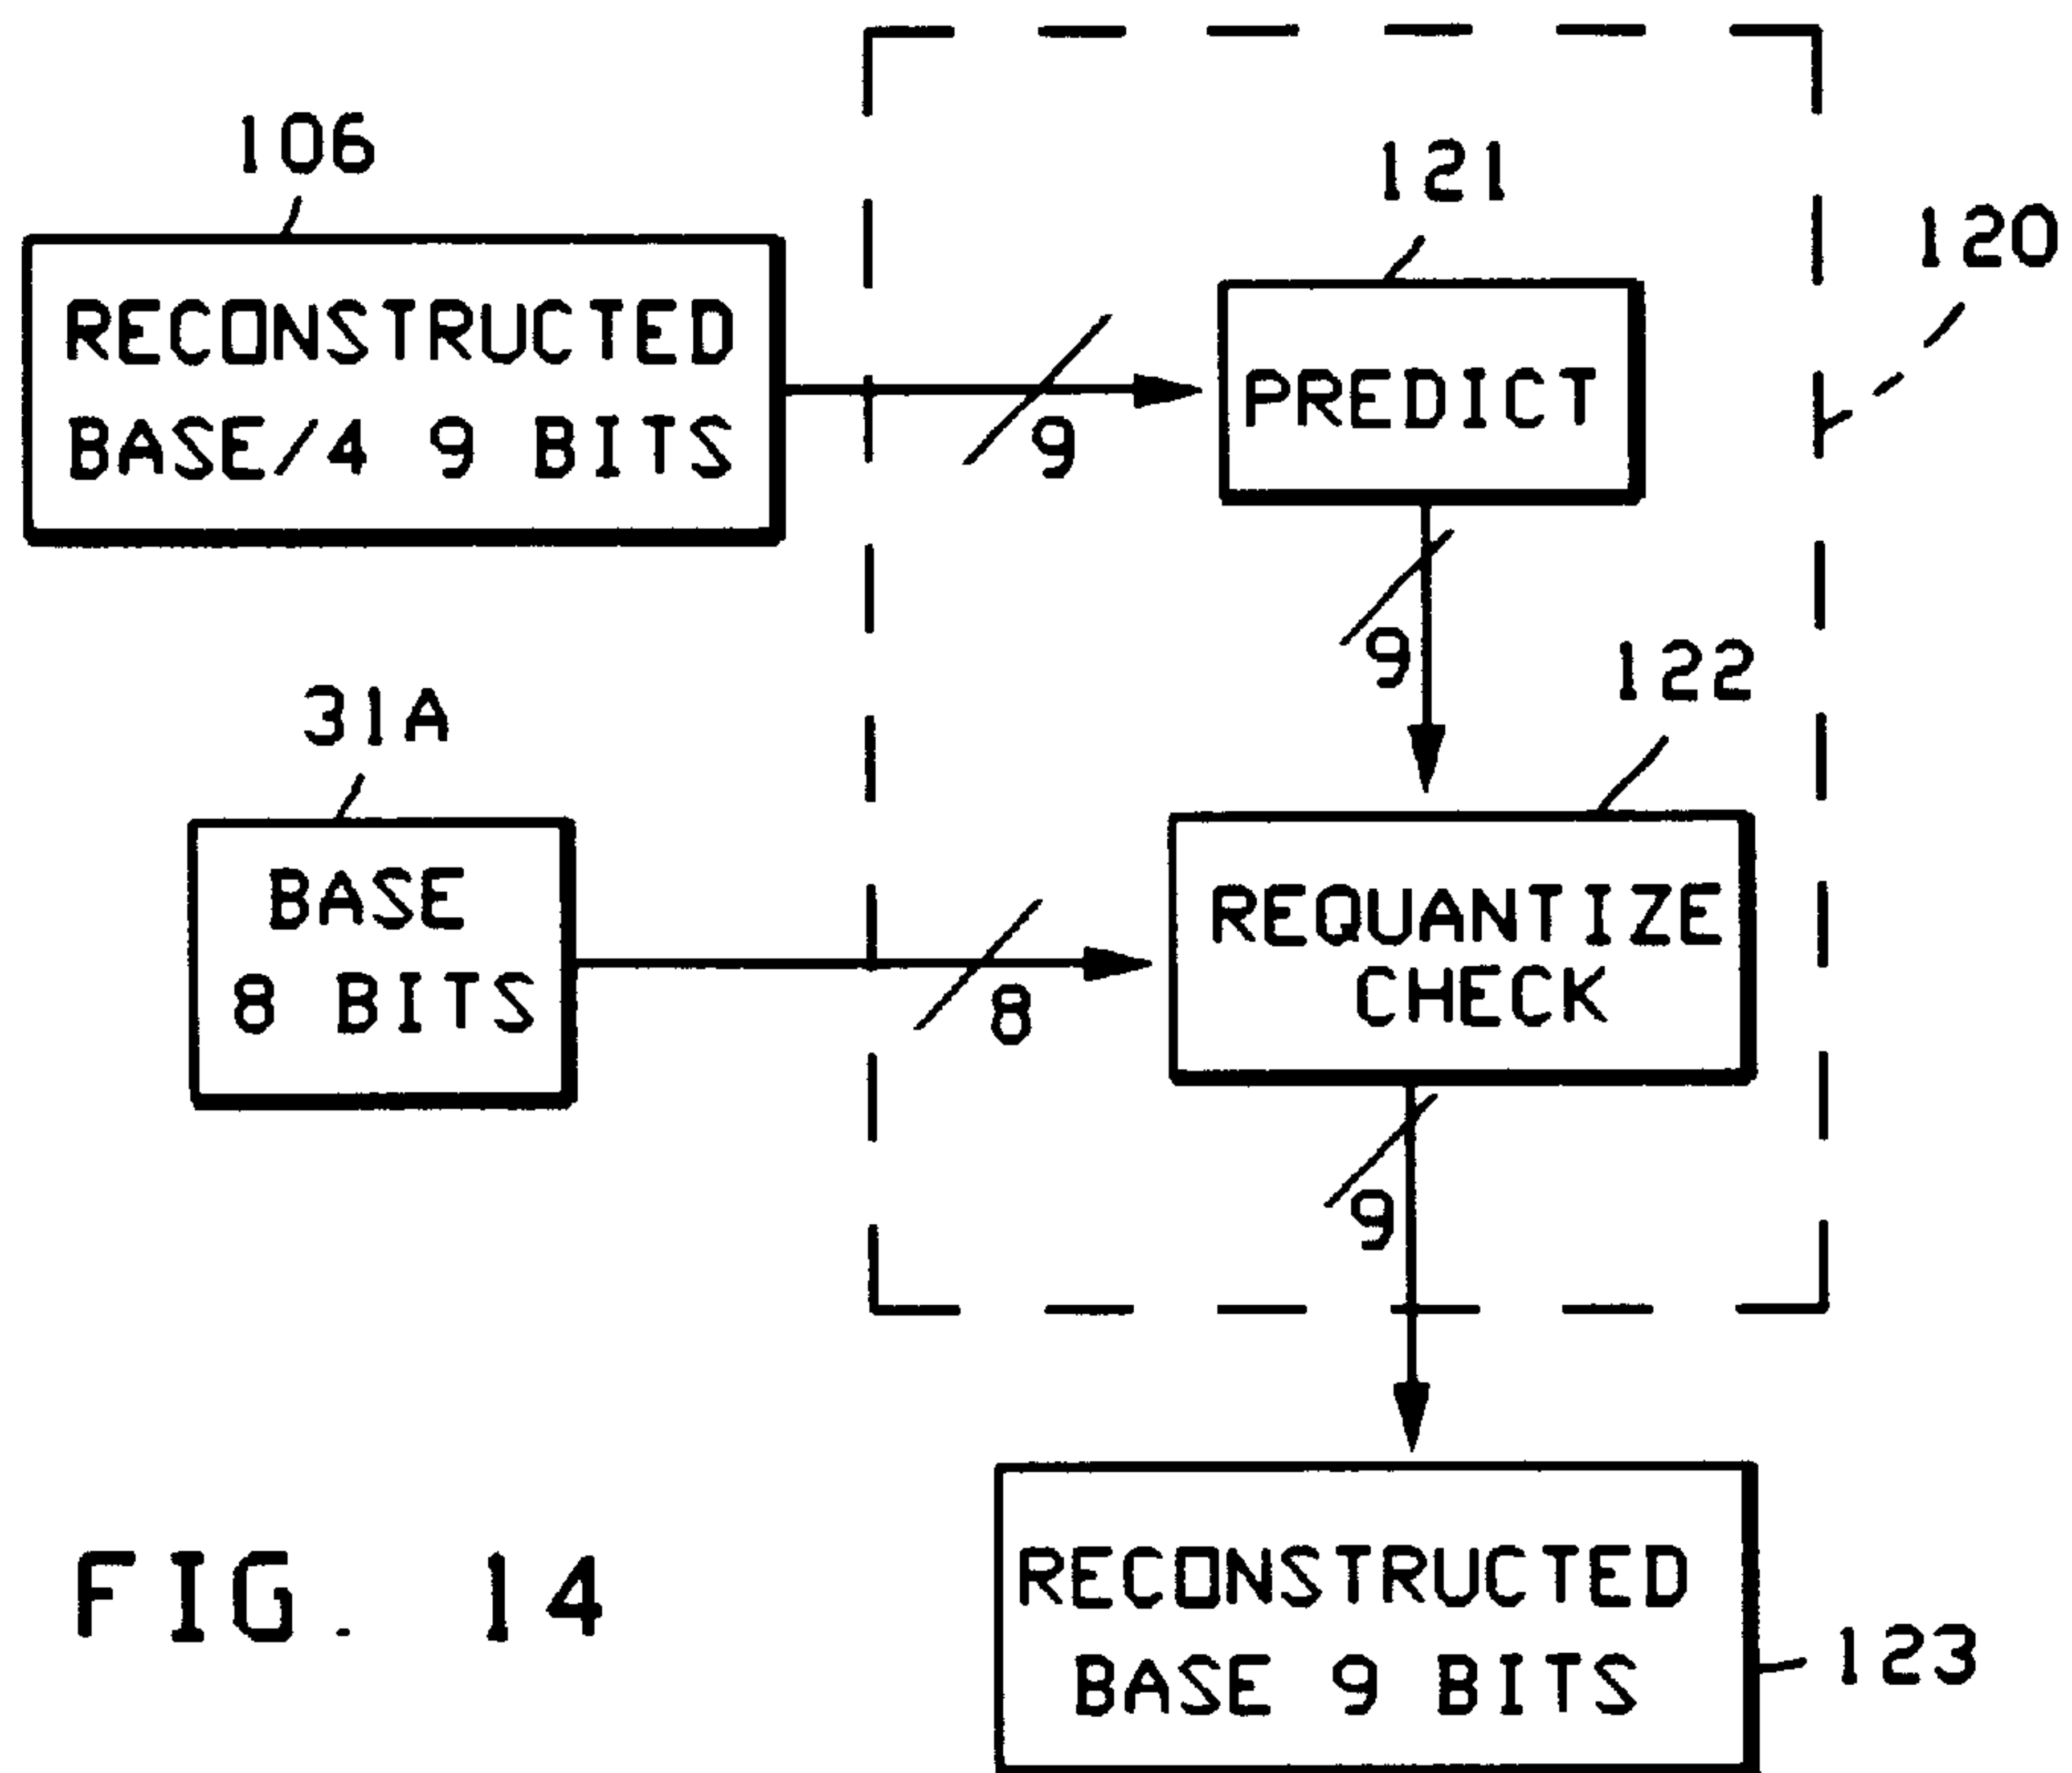 106
121
120
RECONSTRUCTED
BASE/4 9 BITS
PREDICT
9
9
31A
122
BASE
8 BITS
8
REQUANTIZE
CHECK
9
RECONSTRUCTED
BASE 9 BITS
123
FIG. 14